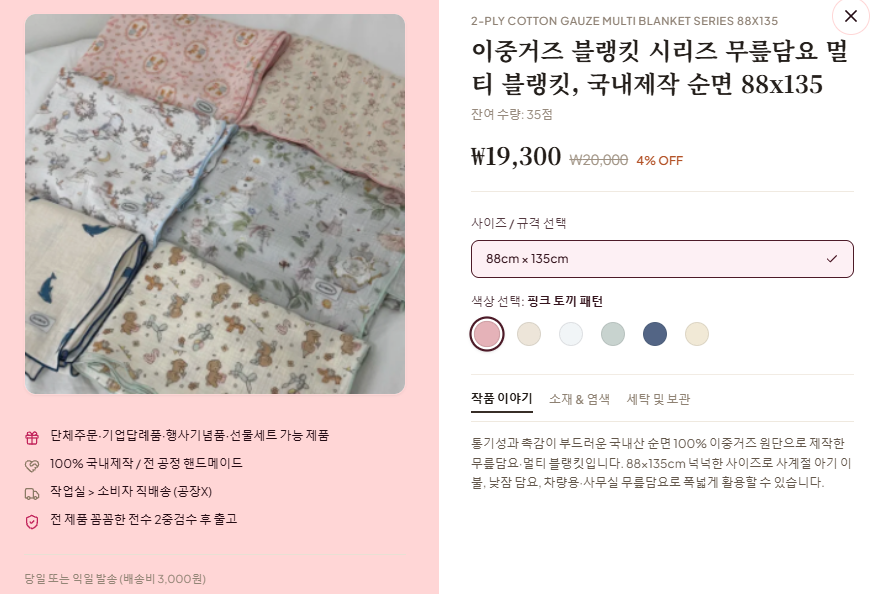 2-PLY COTTON GAUZE MULTI BLANKET SERIES 88X135
이중거즈 블랭킷 시리즈 무릎담요 멀
티 블랭킷, 국내제작 순면 88x135
잔여 수량: 35점
₩19,300 ₩20,000 4% OFF
사이즈 / 규격 선택
88cm × 135cm
색상 선택: 핑크 토끼 패턴
작품 이야기 소재 & 염색 세탁 및 보관
통기성과 촉감이 부드러운 국내산 순면 100% 이중거즈 원단으로 제작한
무릎담요·멀티 블랭킷입니다. 88×135cm 넉넉한 사이즈로 사계절 아기 이
불, 낮잠 담요, 차량용·사무실 무릎담요로 폭넓게 활용할 수 있습니다.
단체주문·기업답례품·행사기념품·선물세트 가능 제품
100% 국내제작 / 전 공정 핸드메이드
작업실 > 소비자 직배송 (공장X)
전 제품 꼼꼼한 전수 2중검수 후 출고
당일 또는 익일 발송 (배송비 3,000원)